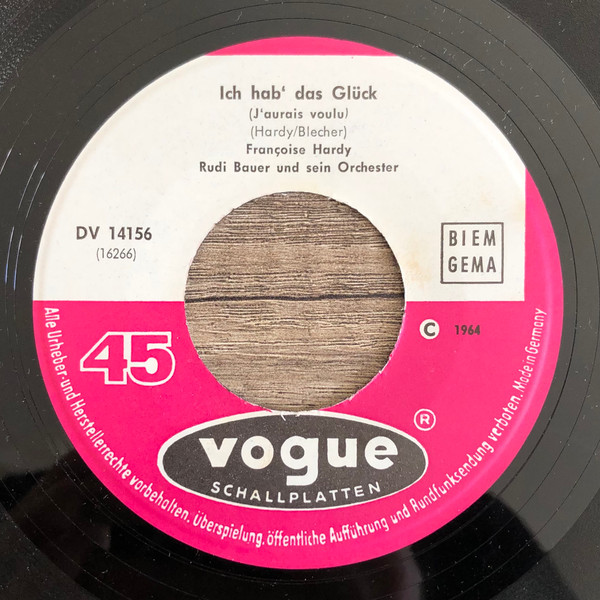 Ich hab' das Glück
(J'aurais voulu)
(Hardy/Blecher)
Françoise Hardy
Rudi Bauer und sein Orchester
DV 14156
(16266)
BIEM
GEMA
45
© 1964
vogue ®
SCHALLPLATTEN
Alle Urheber-und Herstellerrechte vorbehalten. Überspielung, öffentliche Aufführung und Rundfunksendung verboten. Made in Germany